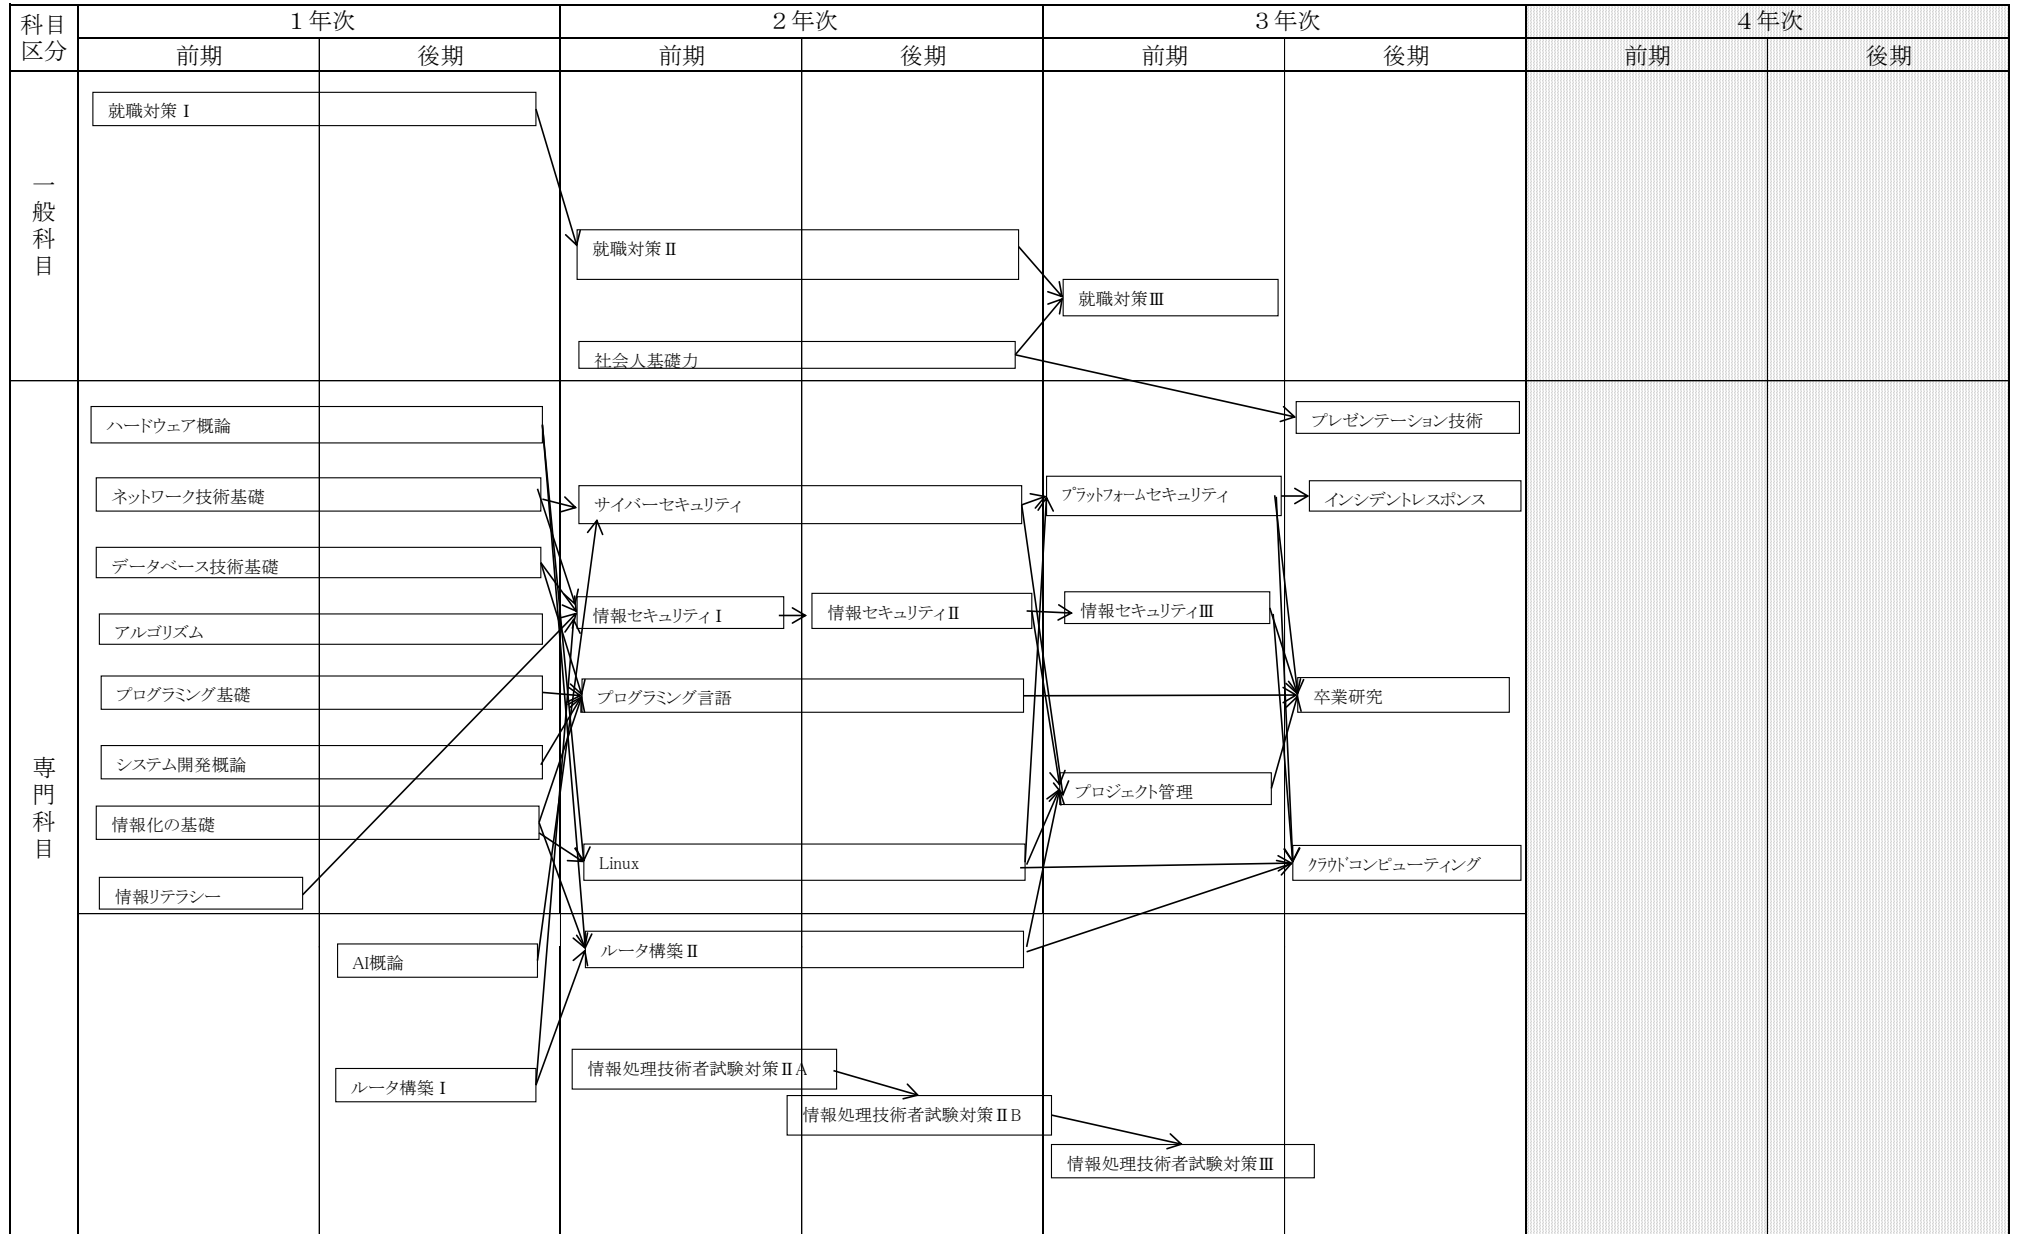 科目
区分
１年次
２年次
３年次
４年次
前期
後期
前期
後期
前期
後期
前期
後期
一般科目
就職対策Ⅰ
就職対策Ⅱ
就職対策Ⅲ
社会人基礎力
専門科目
ハードウェア概論
プレゼンテーション技術
ネットワーク技術基礎
サイバーセキュリティ
プラットフォームセキュリティ
インシデントレスポンス
データベース技術基礎
情報セキュリティⅠ
情報セキュリティⅡ
情報セキュリティⅢ
アルゴリズム
プログラミング基礎
プログラミング言語
卒業研究
システム開発概論
プロジェクト管理
情報化の基礎
Linux
クラウドコンピューティング
情報リテラシー
AI概論
ルータ構築Ⅱ
ルータ構築Ⅰ
情報処理技術者試験対策ⅡA
情報処理技術者試験対策ⅡB
情報処理技術者試験対策Ⅲ